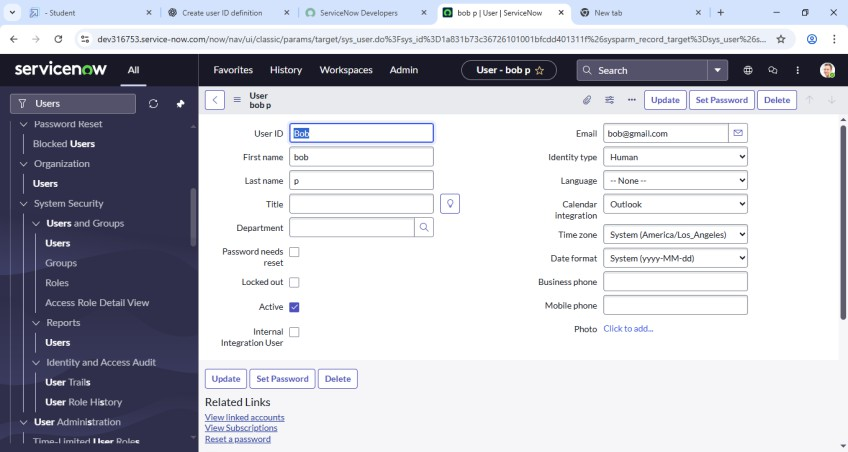 - Student
Create user ID definition
ServiceNow Developers
bob p | User | ServiceNow
New tab
dev316753.service-now.com/now/nav/ui/classic/params/target/sys_user.do%3Fsys_id%3D1a831b73c36726101001bfcdd401311f%26sysparm_record_target%3Dsys_user%26s...
servicenow
All
Favorites
History
Workspaces
Admin
User - bob p
Search
Users
Password Reset
Blocked Users
Organization
Users
System Security
Users and Groups
Users
Groups
Roles
Access Role Detail View
Reports
Users
Identity and Access Audit
User Trails
User Role History
User Administration
Time-Limited User Roles
User
bob p
Update
Set Password
Delete
User ID
Bob
First name
bob
Last name
p
Title
Department
Password needs
reset
Locked out
Active
Internal
Integration User
Email
bob@gmail.com
Identity type
Human
Language
-- None --
Calendar
integration
Outlook
Time zone
System (America/Los_Angeles)
Date format
System (yyyy-MM-dd)
Business phone
Mobile phone
Photo
Click to add...
Update
Set Password
Delete
Related Links
View linked accounts
View Subscriptions
Reset a password